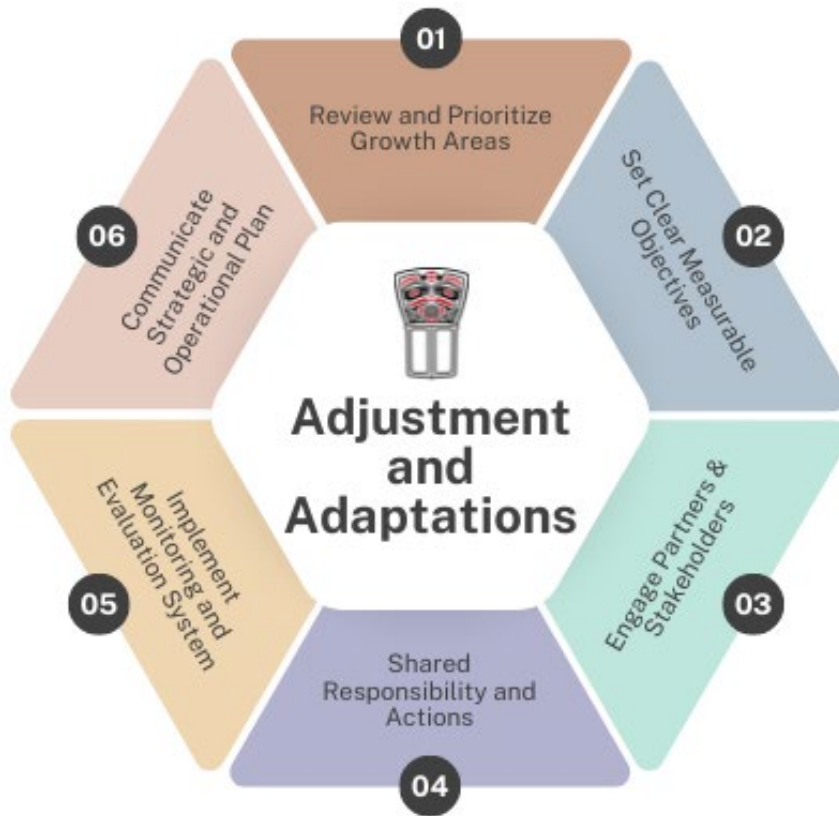 01
Review and Prioritize
Growth Areas
02
Set Clear Measurable
Objectives
03
Engage Partners &
Stakeholders
04
Shared
Responsibility and
Actions
05
Implement
Monitoring and
Evaluation System
06
Communicate
Strategic and
Operational Plan
Adjustment
and
Adaptations